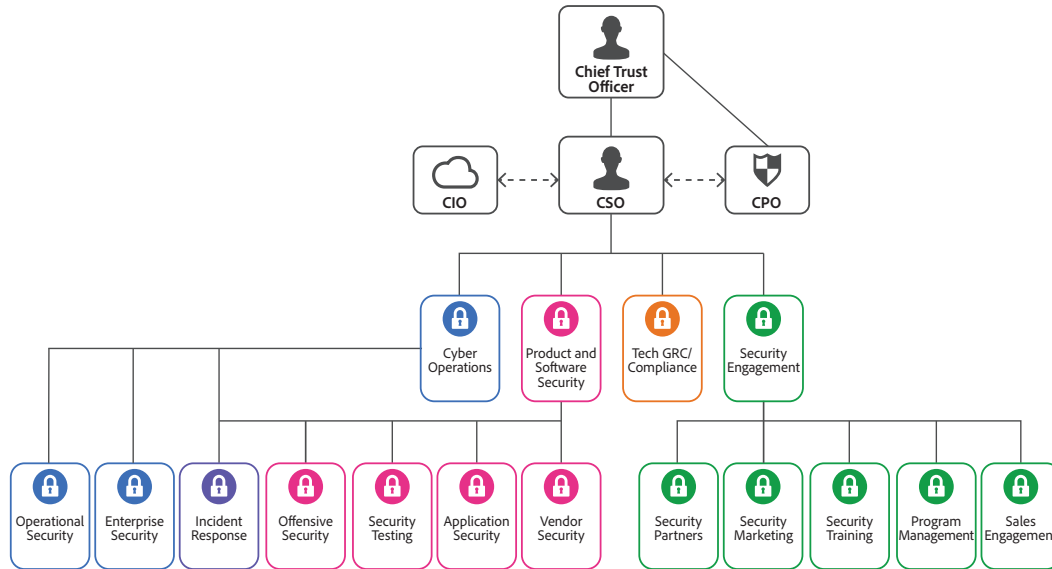 Chief Trust
Officer
CIO
CSO
CPO
Cyber
Operations
Product and
Software
Security
Tech GRC/
Compliance
Security
Engagement
Operational
Security
Enterprise
Security
Incident
Response
Offensive
Security
Security
Testing
Application
Security
Vendor
Security
Security
Partners
Security
Marketing
Security
Training
Program
Management
Sales
Engagement